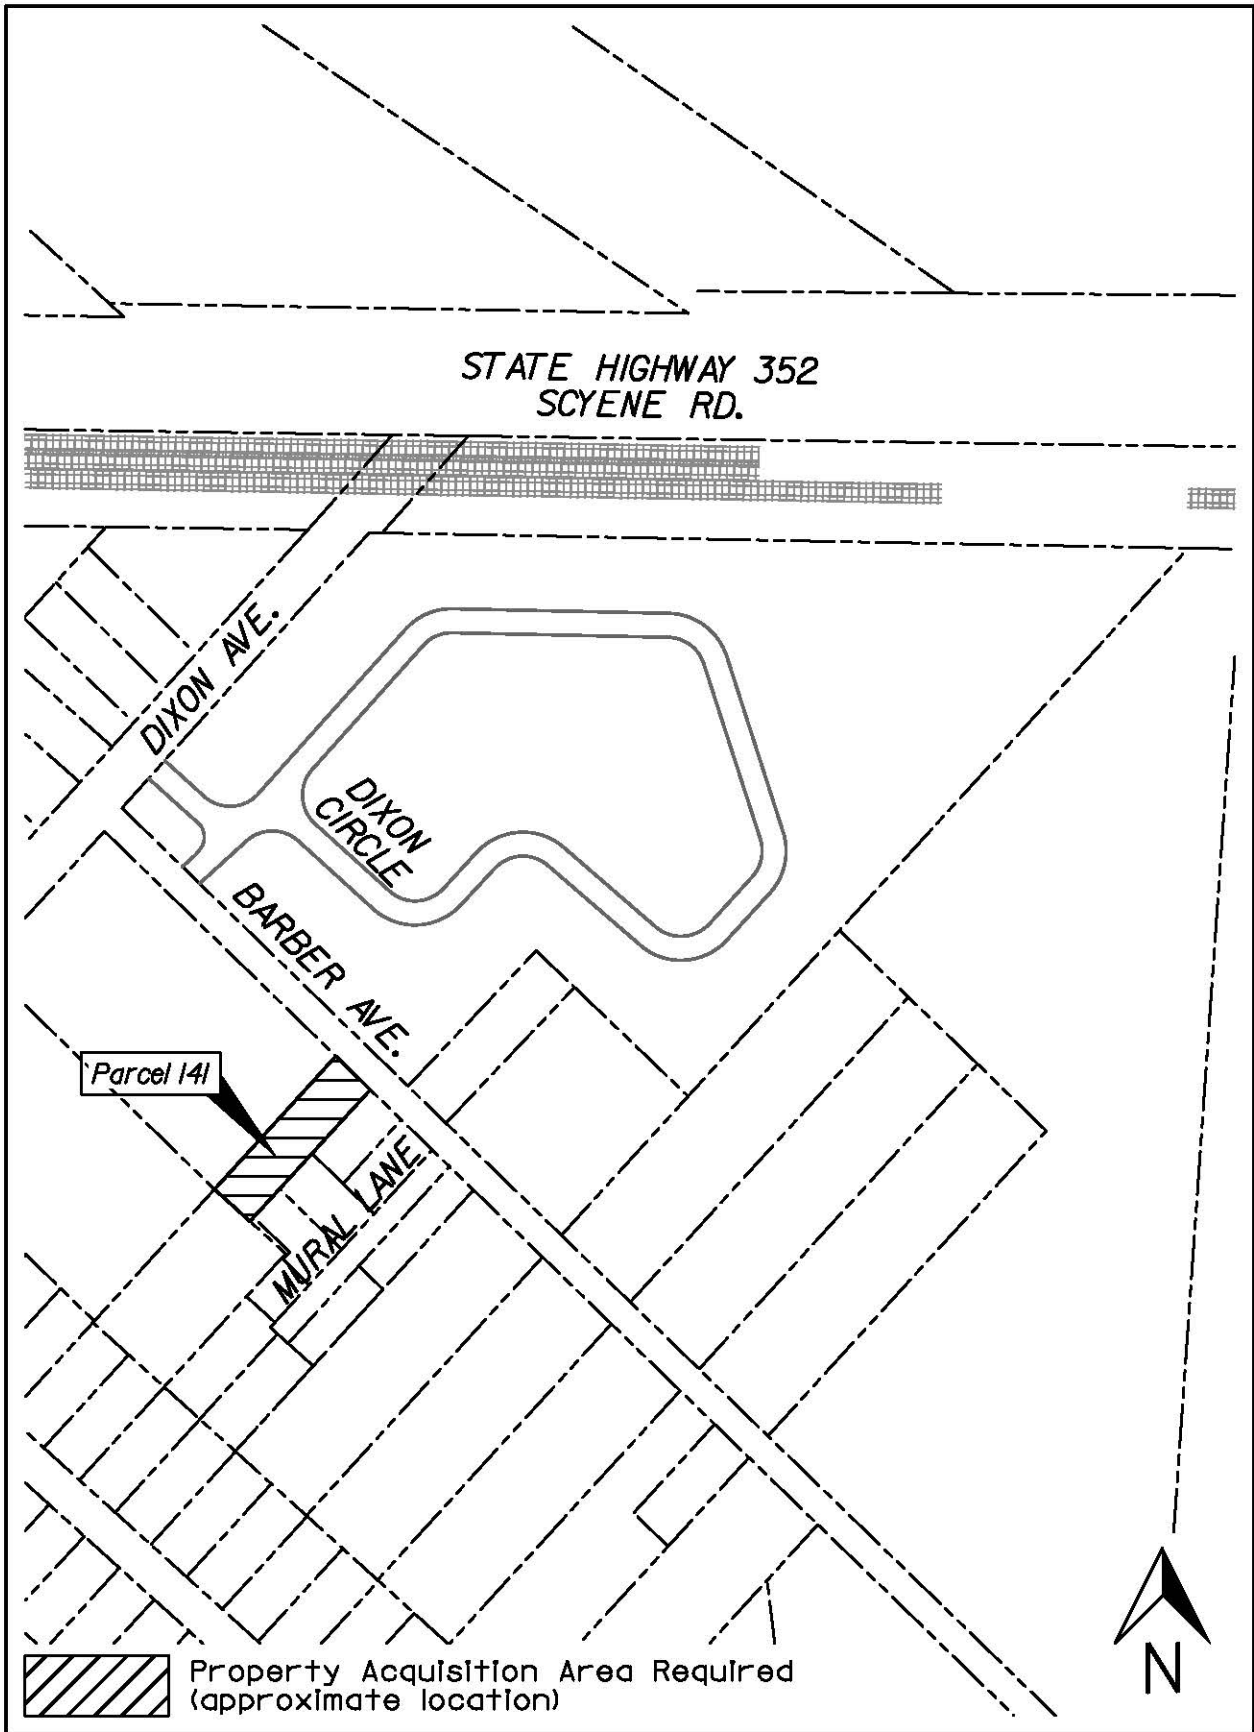 STATE HIGHWAY 352
SCYENE RD.
DIXON AVE.
DIXON
CIRCLE
BARBER AVE.
Parcel 141
MURAL LANE
Property Acquisition Area Required
(approximate location)
N